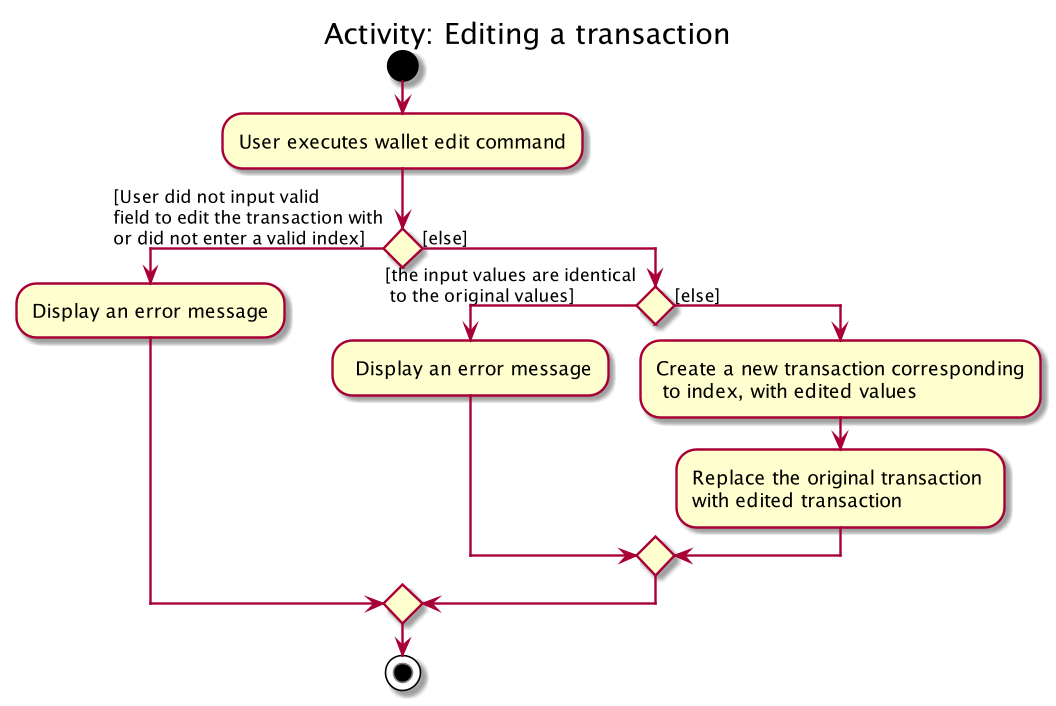 Activity: Editing a transaction
User executes wallet edit command
[User did not input valid
field to edit the transaction with
or did not enter a valid index]
[else]
Display an error message
[the input values are identical
to the original values]
[else]
Display an error message
Create a new transaction corresponding
to index, with edited values
Replace the original transaction
with edited transaction